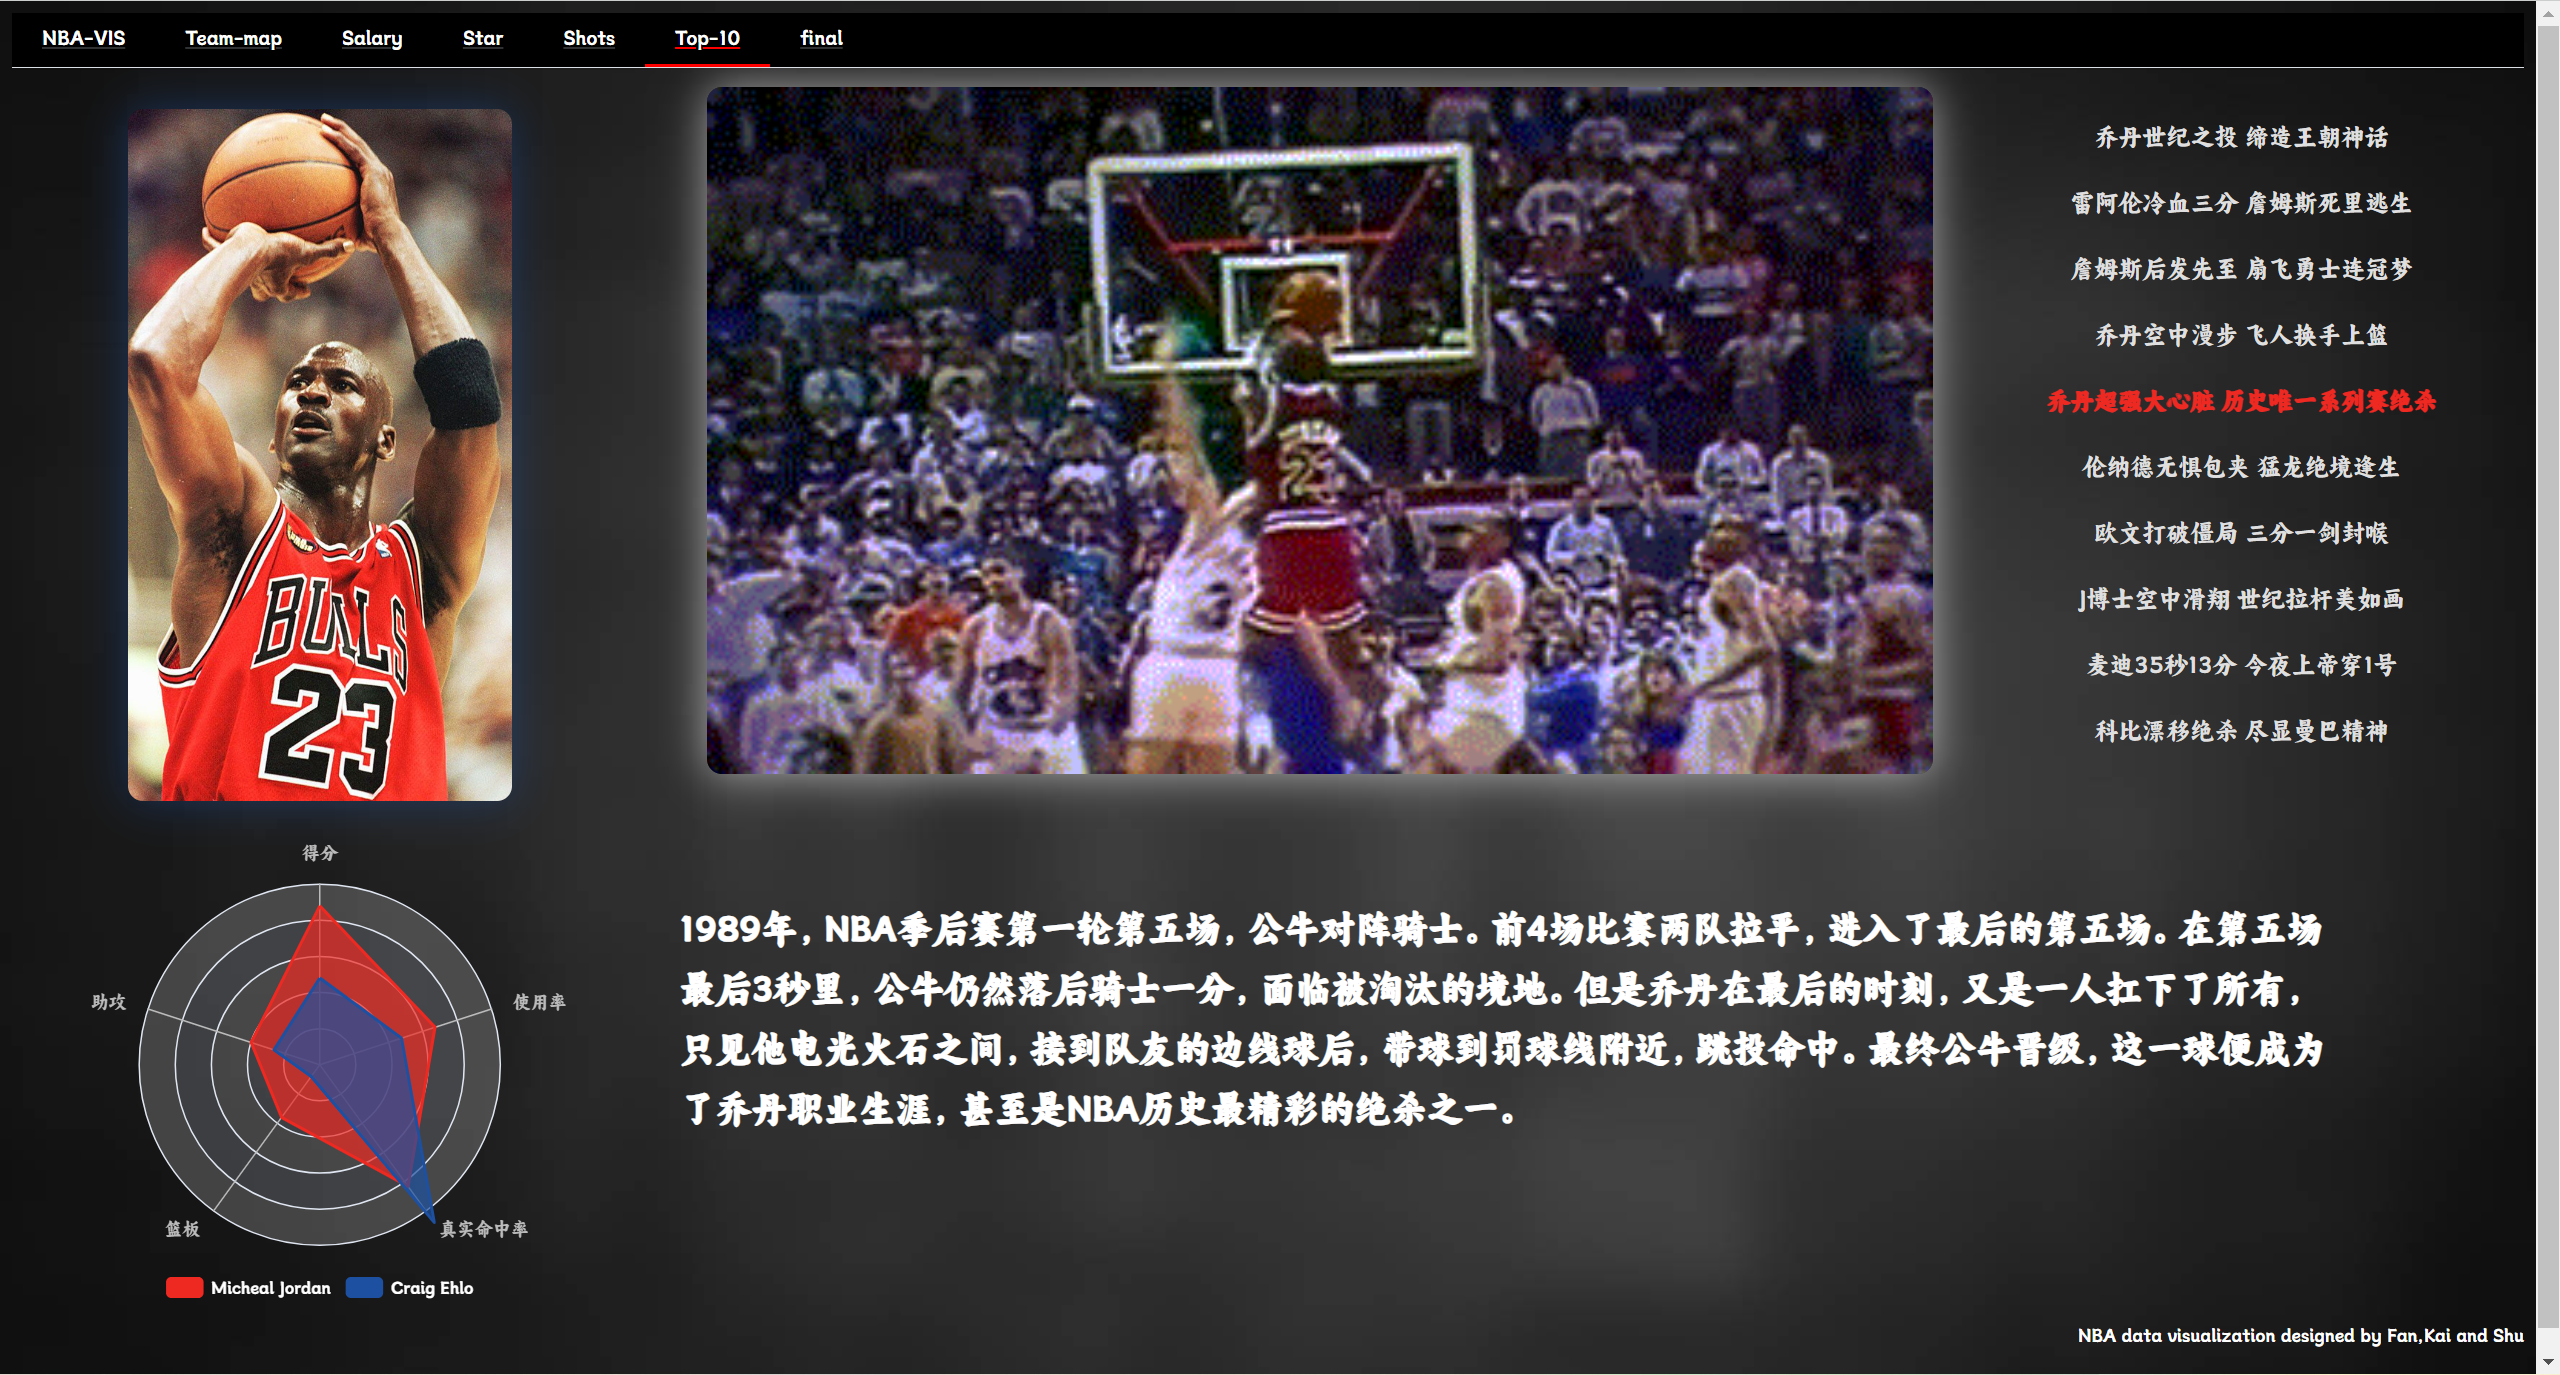 NBA-VIS
Team-map
Salary
Star
Shots
Top-10
final
BULLS
23
23
乔丹世纪之投 缔造王朝神话
雷阿伦冷血三分 詹姆斯死里逃生
詹姆斯后发先至 扇飞勇士连冠梦
乔丹空中漫步 飞人换手上篮
乔丹超强大心脏 历史唯一系列赛绝杀
伦纳德无惧包夹 猛龙绝境逢生
欧文打破僵局 三分一剑封喉
J博士空中滑翔 世纪拉杆美如画
麦迪35秒13分 今夜上帝穿1号
科比漂移绝杀 尽显曼巴精神
得分
助攻
使用率
篮板
真实命中率
Micheal Jordan
Craig Ehlo
1989年, NBA季后赛第一轮第五场, 公牛对阵骑士。前4场比赛两队拉平, 进入了最后的第五场。在第五场
最后3秒里, 公牛仍然落后骑士一分, 面临被淘汰的境地。但是乔丹在最后的时刻, 又是一人扛下了所有,
只见他电光火石之间, 接到队友的边线球后, 带球到罚球线附近, 跳投命中。最终公牛晋级, 这一球便成为
了乔丹职业生涯, 甚至是NBA历史最精彩的绝杀之一。
NBA data visualization designed by Fan,Kai and Shu